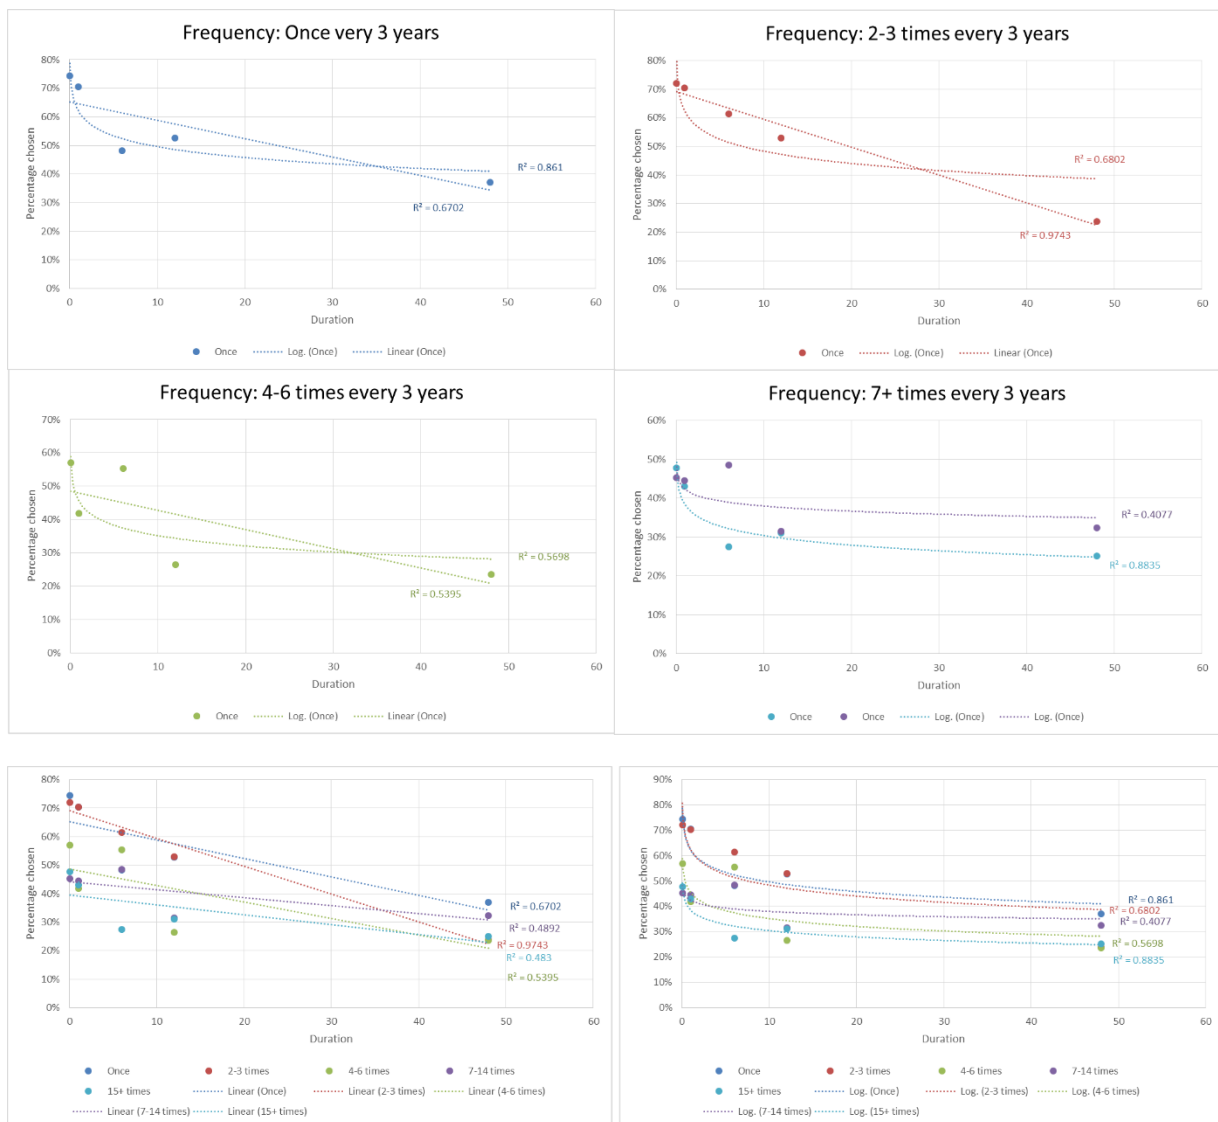 Frequency: Once very 3 years
80%
70%
60%
50%
40%
30%
20%
10%
0%
Percentage chosen
R² = 0.861
R² = 0.6702
0 10 20 30 40 50 60
Duration
Once Log. (Once) Linear (Once)
Frequency: 2-3 times every 3 years
80%
70%
60%
50%
40%
30%
20%
10%
0%
Percentage chosen
R² = 0.6802
R² = 0.9743
0 10 20 30 40 50 60
Duration
Once Log. (Once) Linear (Once)
Frequency: 4-6 times every 3 years
70%
60%
50%
40%
30%
20%
10%
0%
Percentage chosen
R² = 0.5698
R² = 0.5395
0 10 20 30 40 50 60
Duration
Once Log. (Once) Linear (Once)
Frequency: 7+ times every 3 years
60%
50%
40%
30%
20%
10%
0%
Percentage chosen
R² = 0.4077
R² = 0.8835
0 10 20 30 40 50 60
Duration
Once Once Log. (Once) Log. (Once)
80%
70%
60%
50%
40%
30%
20%
10%
0%
Percentage chosen
R² = 0.6702
R² = 0.4892
R² = 0.9743
R² = 0.483
R² = 0.5395
0 10 20 30 40 50 60
Duration
Once 2-3 times 4-6 times 7-14 times
15+ times Linear (Once) Linear (2-3 times) Linear (4-6 times)
Linear (7-14 times) Linear (15+ times)
90%
80%
70%
60%
50%
40%
30%
20%
10%
0%
Percentage chosen
R² = 0.861
R² = 0.6802
R² = 0.4077
R² = 0.5698
R² = 0.8835
0 10 20 30 40 50 60
Duration
Once 2-3 times 4-6 times 7-14 times
15+ times Log. (Once) Log. (2-3 times) Log. (4-6 times)
Log. (7-14 times) Log. (15+ times)